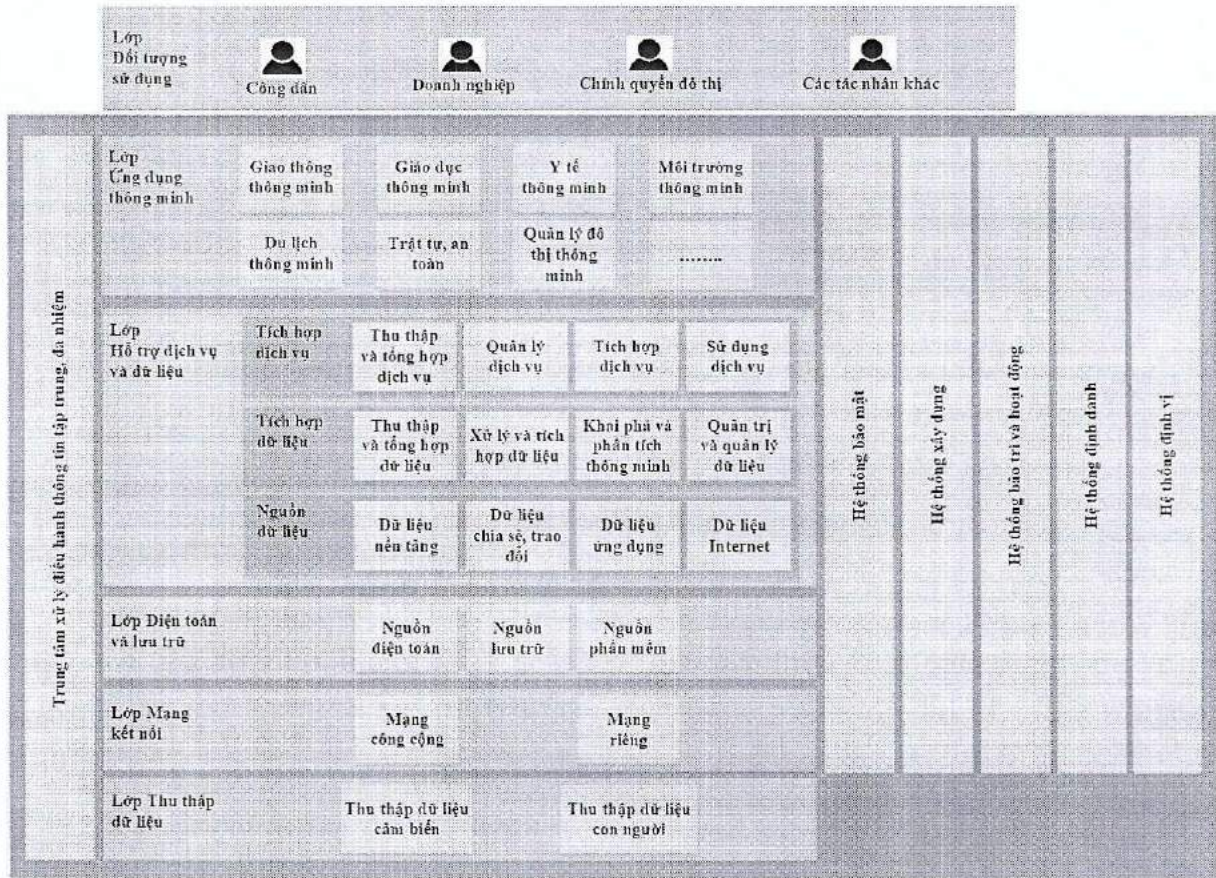 Lớp
Đối tượng
sử dụng
Công dân
Doanh nghiệp
Chính quyền đô thị
Các tác nhân khác
Trung tâm xử lý điều hành thông tin tập trung, đa nhiệm
Lớp
Ứng dụng
thông minh
Giao thông
thông minh
Giáo dục
thông minh
Y tế
thông minh
Môi trường
thông minh
Du lịch
thông minh
Trật tự, an
toàn
Quản lý đô
thị thông
minh
........
Lớp
Hỗ trợ dịch vụ
và dữ liệu
Tích hợp
dịch vụ
Thu thập
và tổng hợp
dịch vụ
Quản lý
dịch vụ
Tích hợp
dịch vụ
Sử dụng
dịch vụ
Tích hợp
dữ liệu
Thu thập
và tổng hợp
dữ liệu
Xử lý và tích
hợp dữ liệu
Khai phá và
phân tích
thông minh
Quản trị
và quản lý
dữ liệu
Nguồn
dữ liệu
Dữ liệu
nền tảng
Dữ liệu
chia sẻ, trao
đổi
Dữ liệu
ứng dụng
Dữ liệu
Internet
Lớp Điện toán
và lưu trữ
Nguồn
điện toán
Nguồn
lưu trữ
Nguồn
phần mềm
Lớp Mạng
kết nối
Mạng
công cộng
Mạng
riêng
Lớp Thu thập
dữ liệu
Thu thập dữ liệu
cảm biến
Thu thập dữ liệu
con người
Hệ thống bảo mật
Hệ thống xây dựng
Hệ thống bảo trì và hoạt động
Hệ thống định danh
Hệ thống định vị